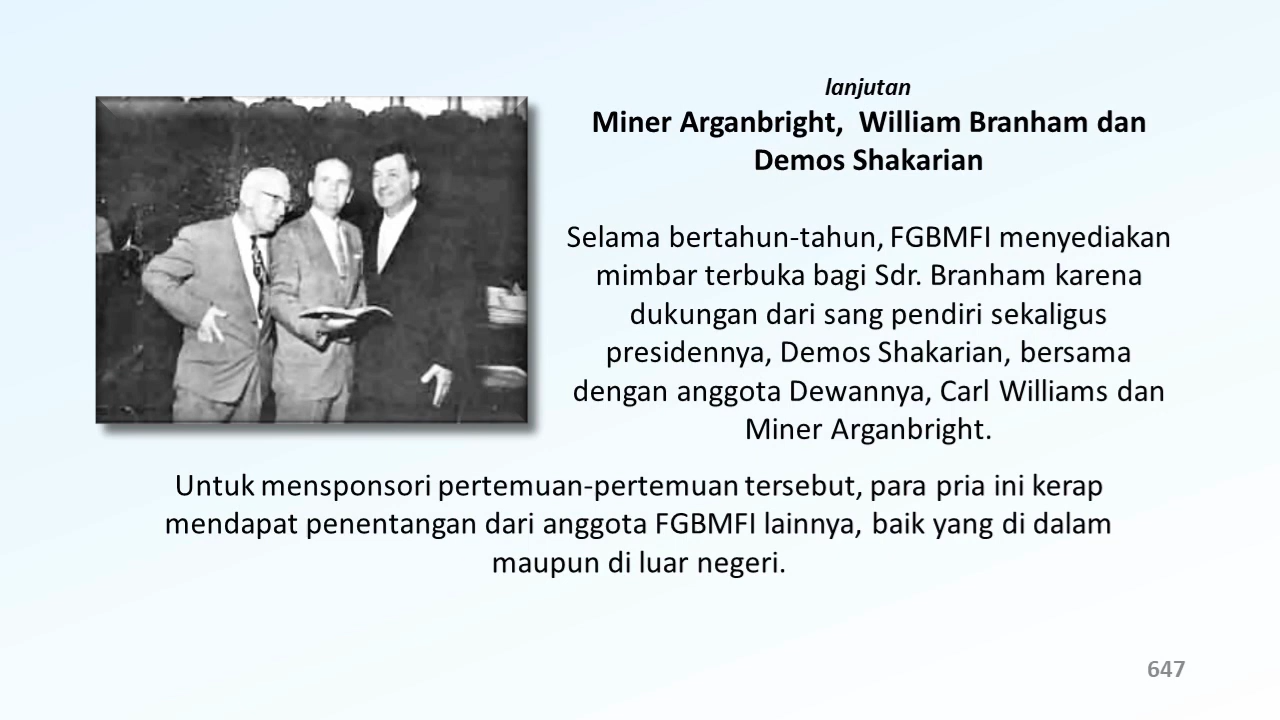 lanjutan
Miner Arganbright,  William Branham dan
Demos Shakarian
Selama bertahun-tahun, FGBMFI menyediakan
mimbar terbuka bagi Sdr. Branham karena
dukungan dari sang pendiri sekaligus
presidennya, Demos Shakarian, bersama
dengan anggota Dewannya, Carl Williams dan
Miner Arganbright.
Untuk mensponsori pertemuan-pertemuan tersebut, para pria ini kerap
mendapat penentangan dari anggota FGBMFI lainnya, baik yang di dalam
maupun di luar negeri.
647